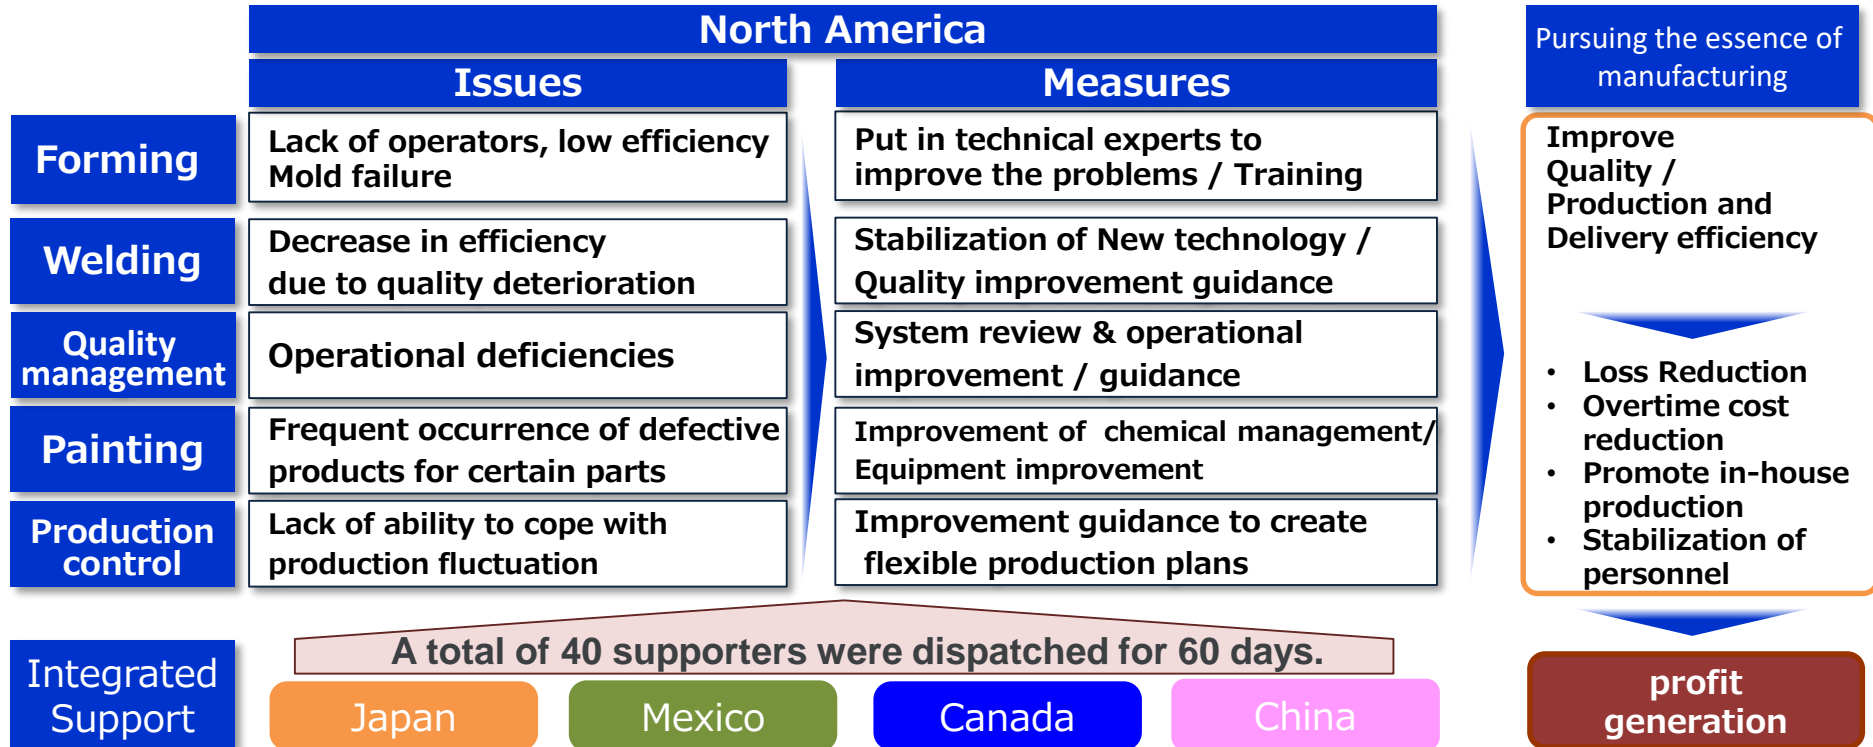 North America
Issues
Measures
Pursuing the essence of
manufacturing
Forming
Lack of operators, low efficiency
Mold failure
Put in technical experts to
improve the problems / Training
Welding
Decrease in efficiency
due to quality deterioration
Stabilization of New technology /
Quality improvement guidance
Quality
management
Operational deficiencies
System review & operational
improvement / guidance
Painting
Frequent occurrence of defective
products for certain parts
Improvement of chemical management/
Equipment improvement
Production
control
Lack of ability to cope with
production fluctuation
Improvement guidance to create
flexible production plans
Improve
Quality /
Production and
Delivery efficiency
• Loss Reduction
• Overtime cost
reduction
• Promote in-house
production
• Stabilization of
personnel
Integrated
Support
A total of 40 supporters were dispatched for 60 days.
Japan
Mexico
Canada
China
profit
generation